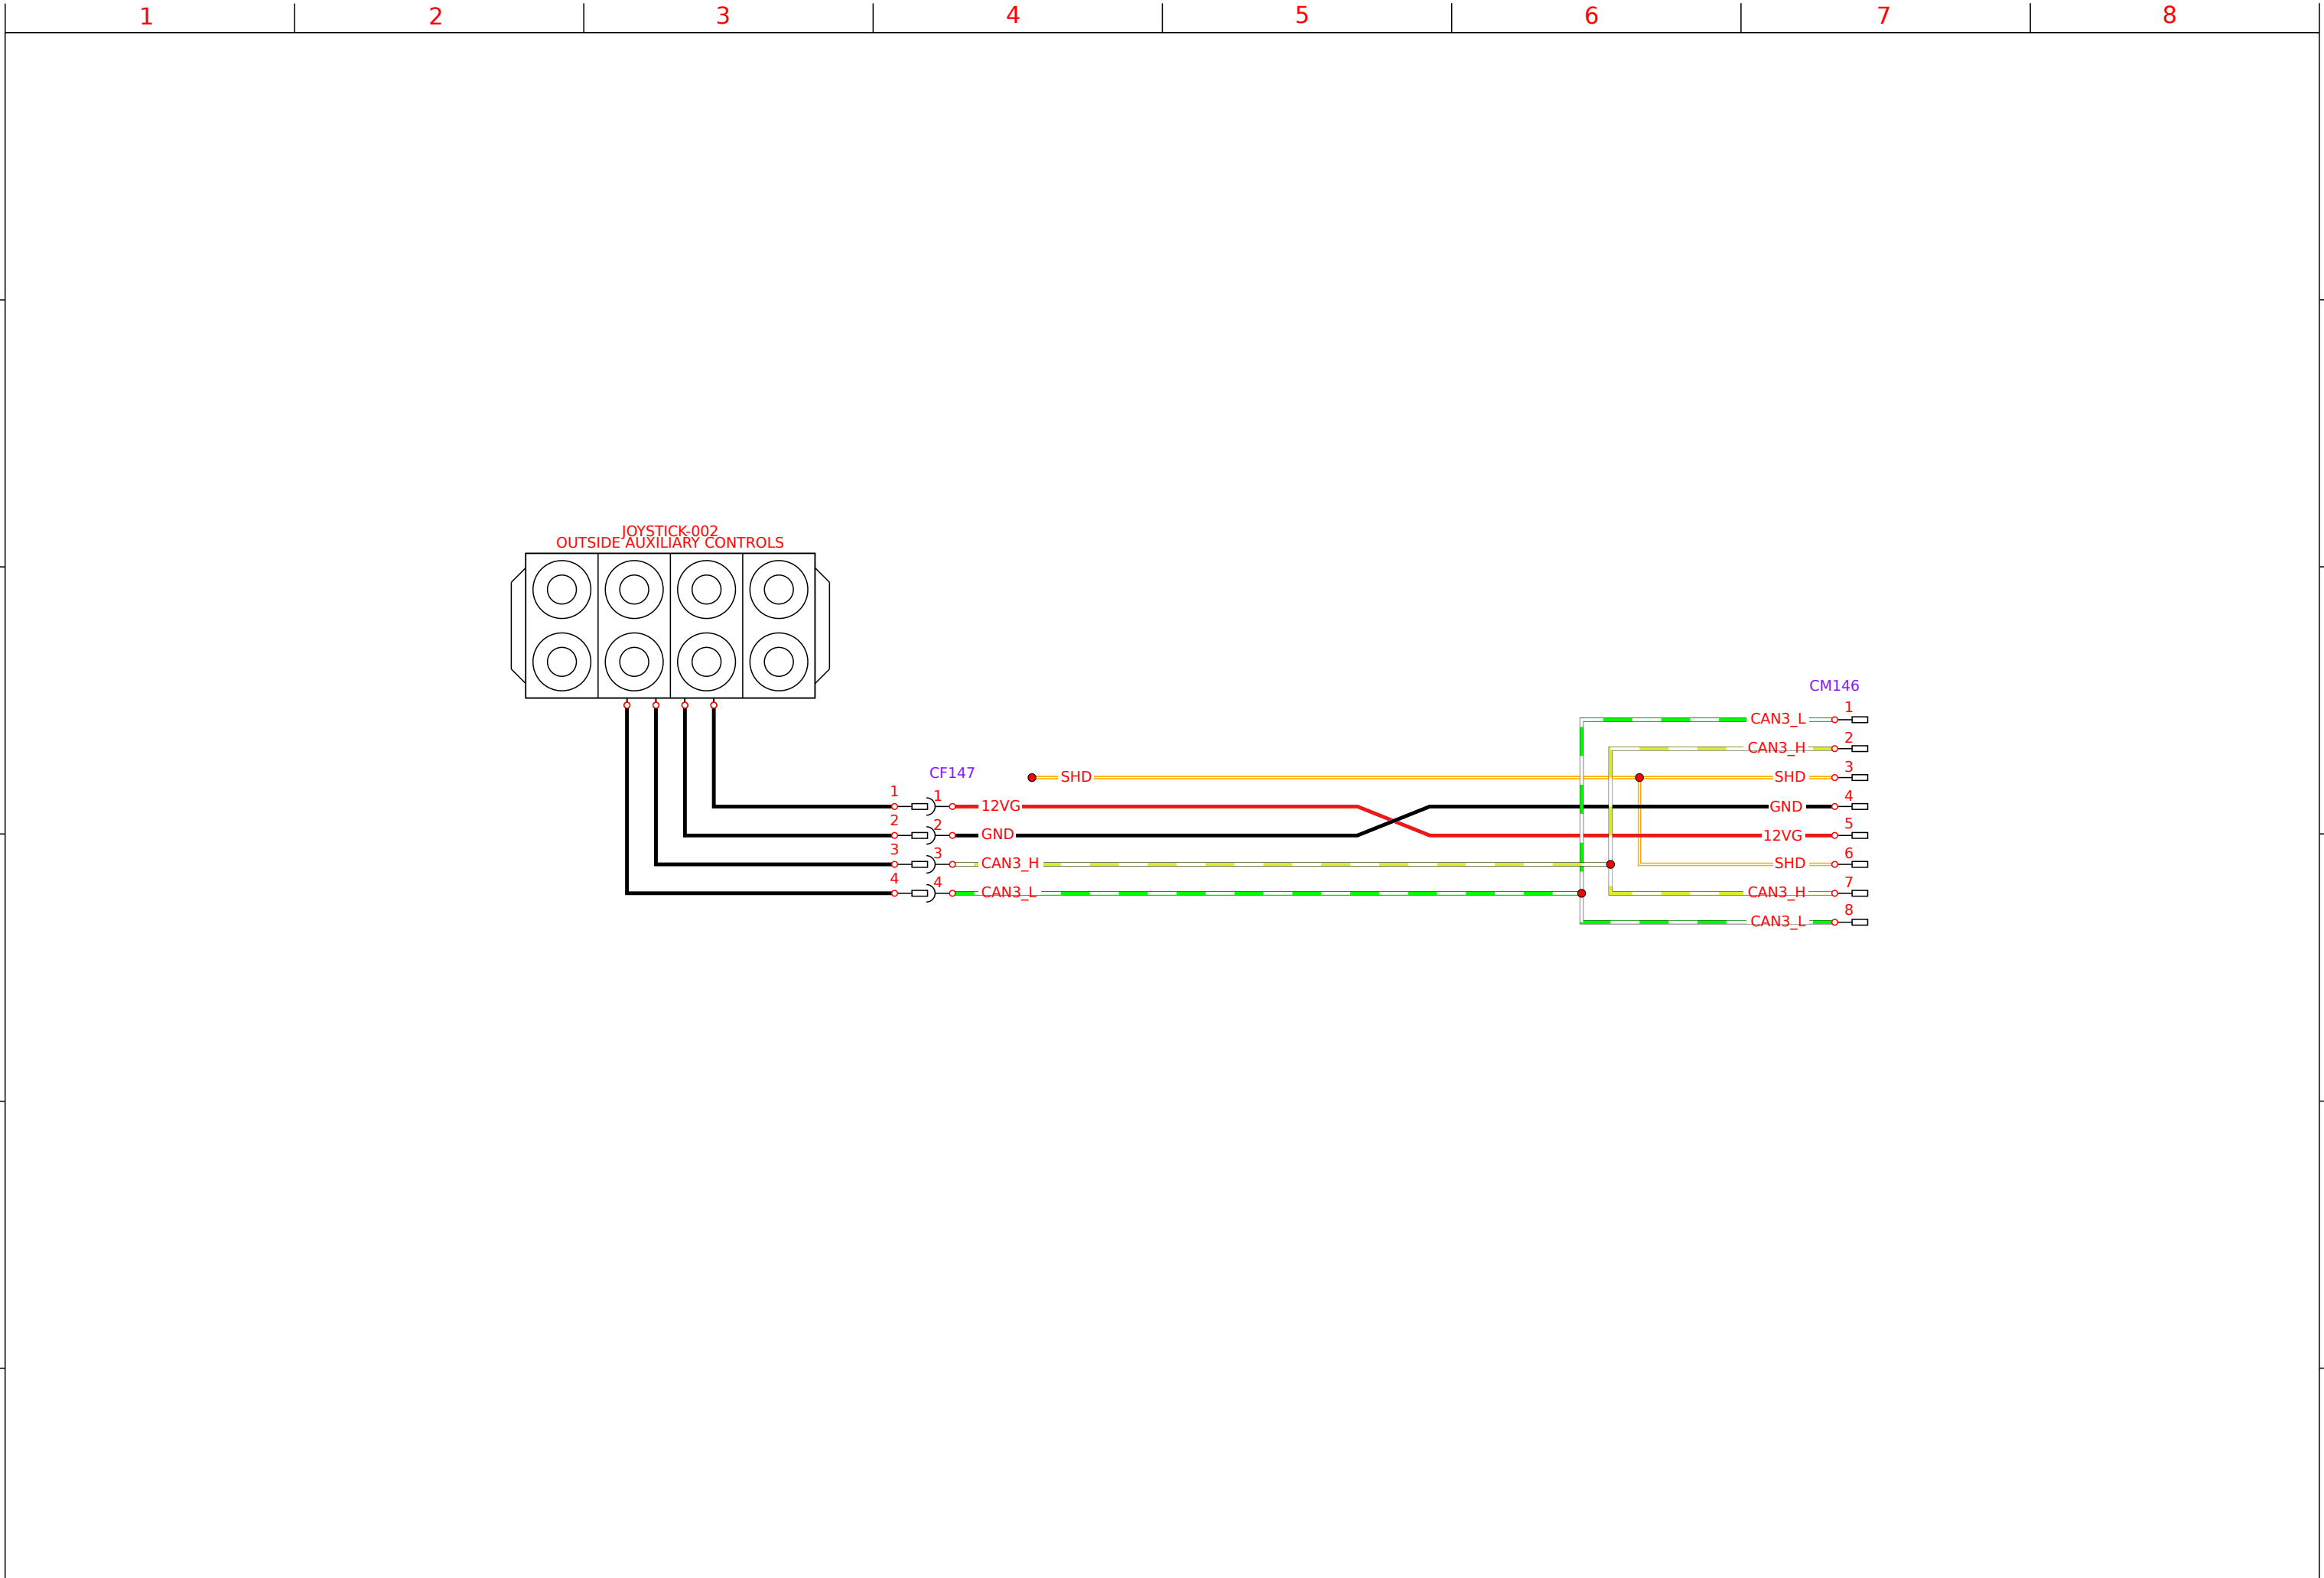 1 2 3 4 5 6 7 8
JOYSTICK-002
OUTSIDE AUXILIARY CONTROLS
CM146
CAN3_L 1
CAN3_H 2
CF147
SHD SHD 3
1 1 12VG GND 4
2 2 GND 12VG 5
3 3 CAN3_H SHD 6
4 4 CAN3_L CAN3_H 7
CAN3_L 8